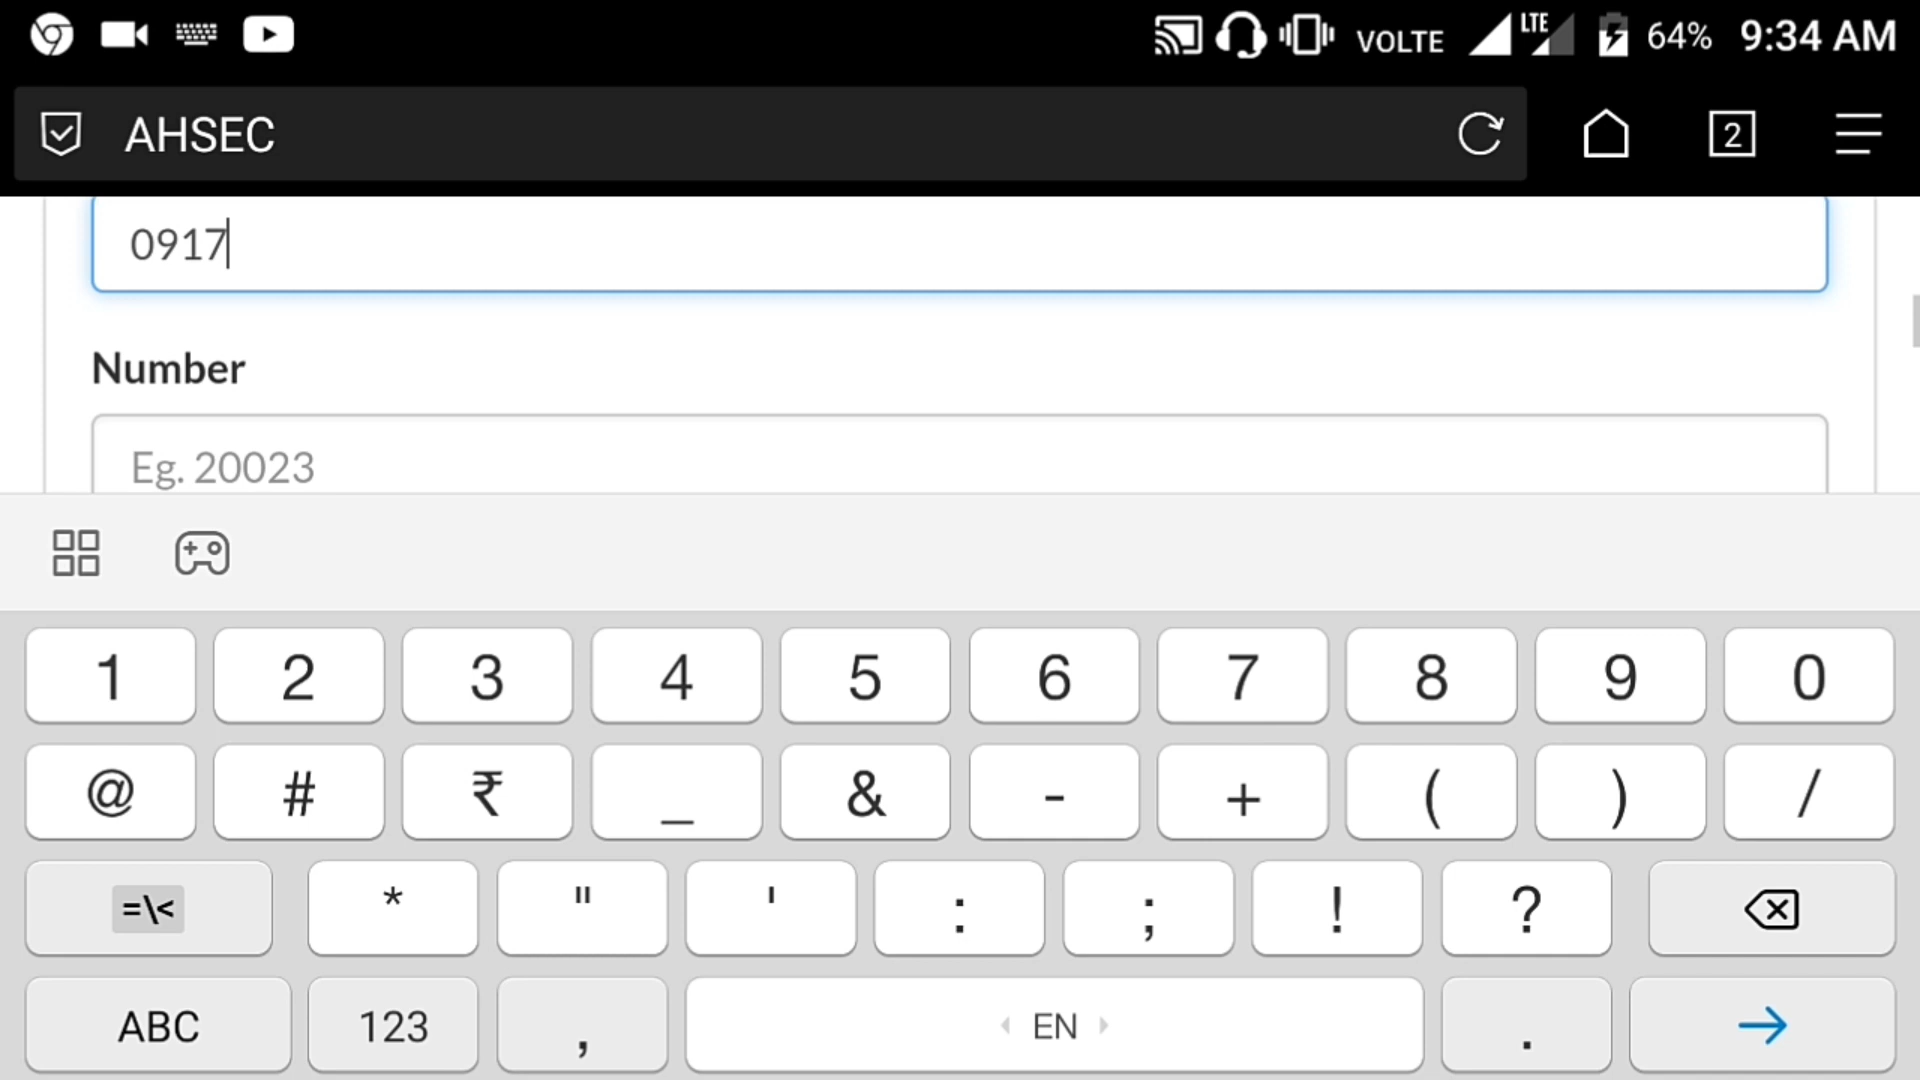 VOLTE LTE 64% 9:34 AM
AHSEC 2
0917
Number
Eg. 20023
1 2 3 4 5 6 7 8 9 0
@ # ₹ _ & - + ( ) /
=\< * " ' : ; ! ?
ABC 123 , EN .